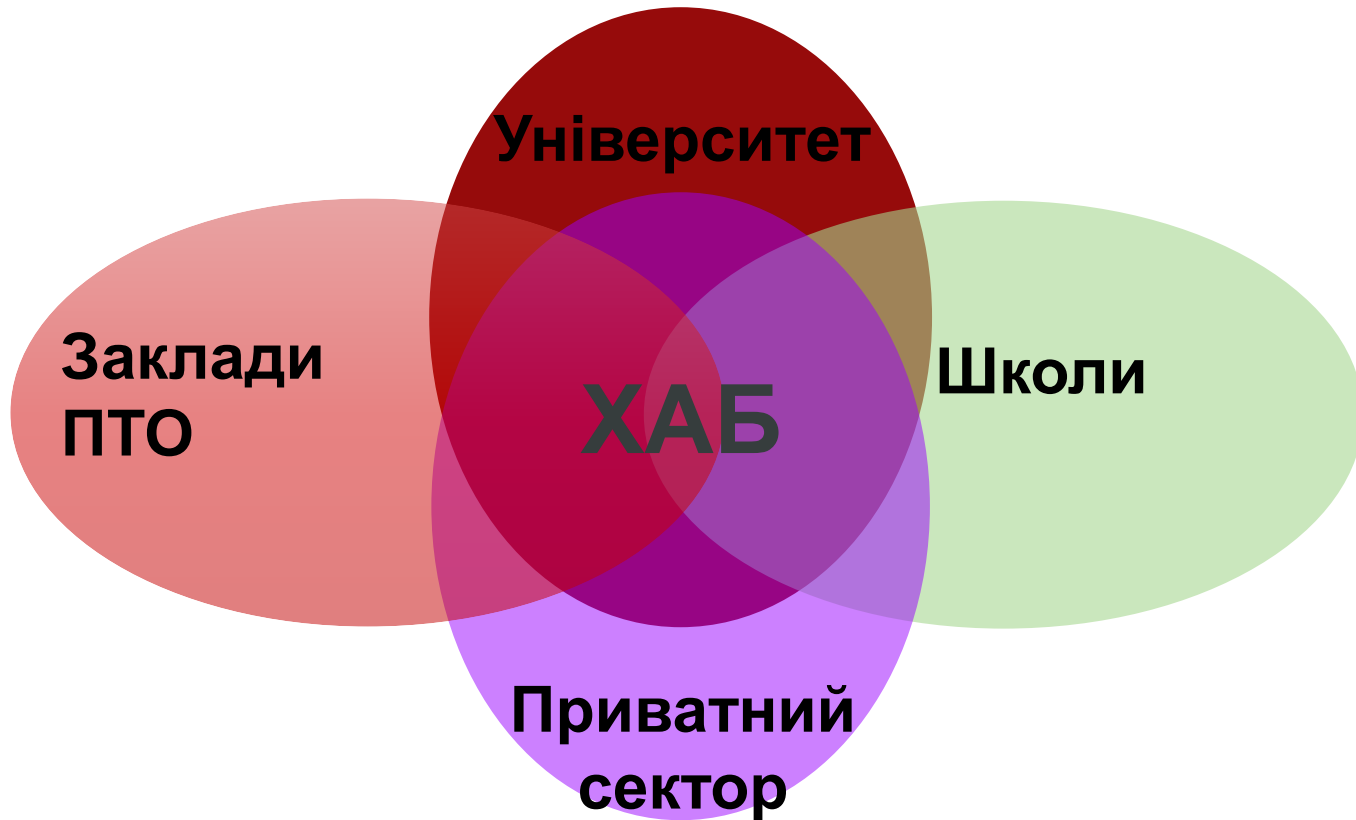 Університет
Заклади
ПТО
ХАБ
Школи
Приватний
сектор